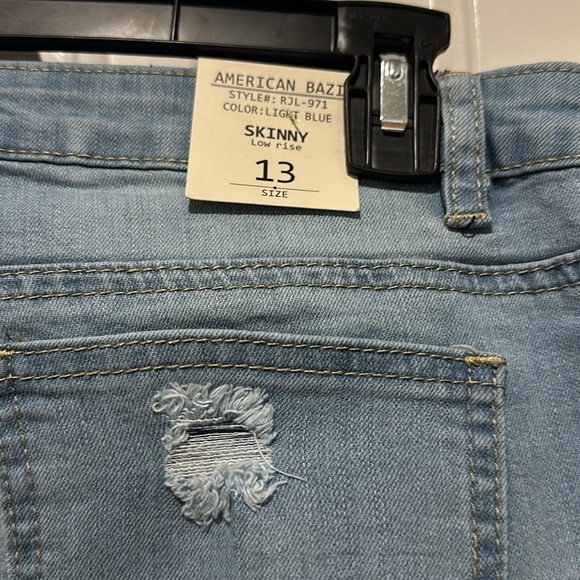 AMERICAN BAZI
STYLE#: RJL-971
COLOR:LIGHT BLUE
SKINNY
Low rise
13
SIZE